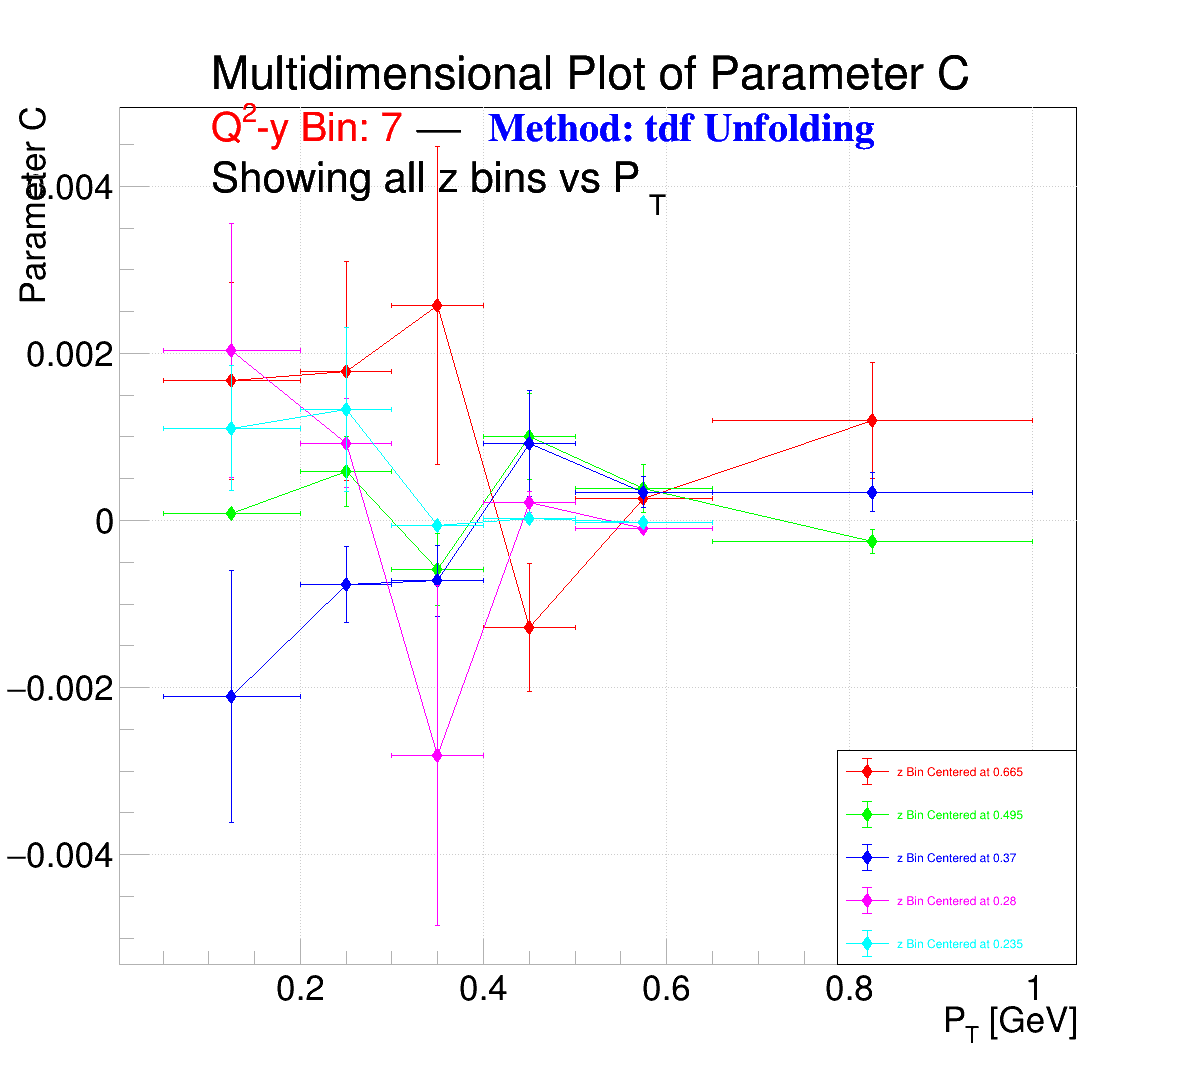 Multidimensional Plot of Parameter C
Q²-y Bin: 7 — Method: tdf Unfolding
Showing all z bins vs P_T
Parameter C
0.004
0.002
0
−0.002
−0.004
z Bin Centered at 0.665
z Bin Centered at 0.495
z Bin Centered at 0.37
z Bin Centered at 0.28
z Bin Centered at 0.235
0.2 0.4 0.6 0.8 1
P_T [GeV]